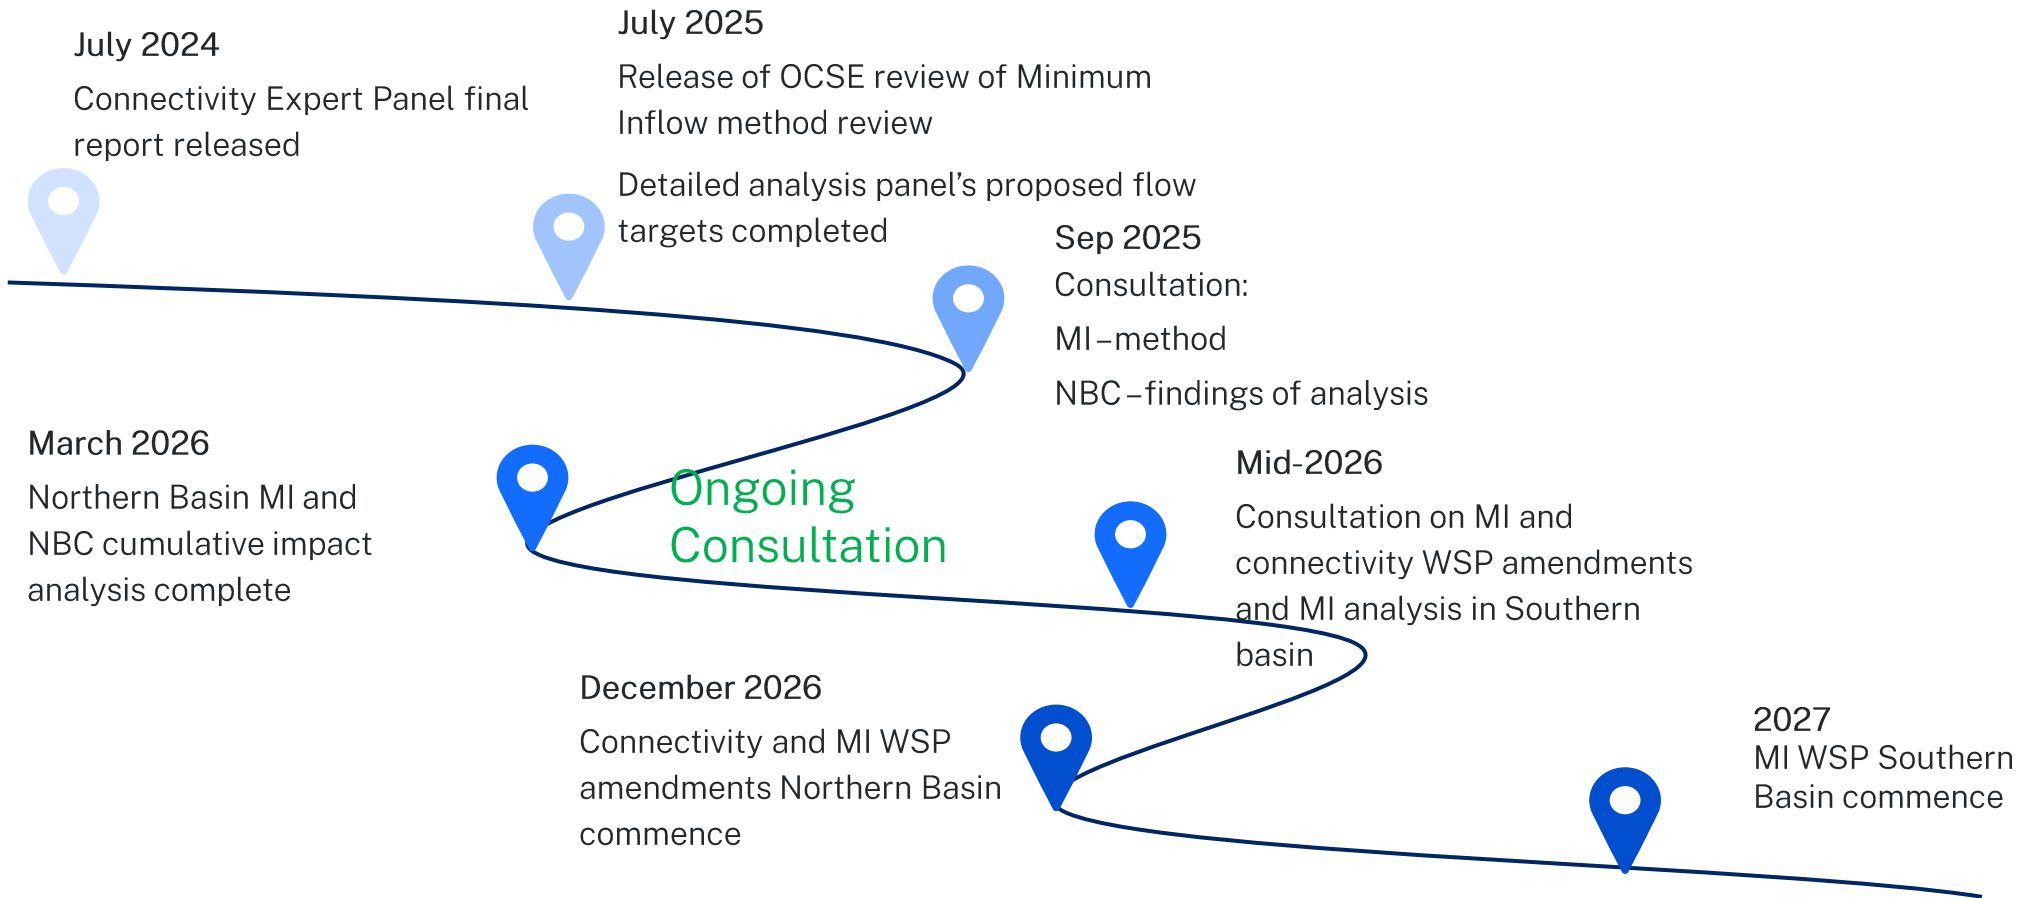 July 2024
Connectivity Expert Panel final
report released
July 2025
Release of OCSE review of Minimum
Inflow method review
Detailed analysis panel’s proposed flow
targets completed
Sep 2025
Consultation:
MI – method
NBC – findings of analysis
March 2026
Northern Basin MI and
NBC cumulative impact
analysis complete
Ongoing
Consultation
Mid-2026
Consultation on MI and
connectivity WSP amendments
and MI analysis in Southern
basin
December 2026
Connectivity and MI WSP
amendments Northern Basin
commence
2027
MI WSP Southern
Basin commence